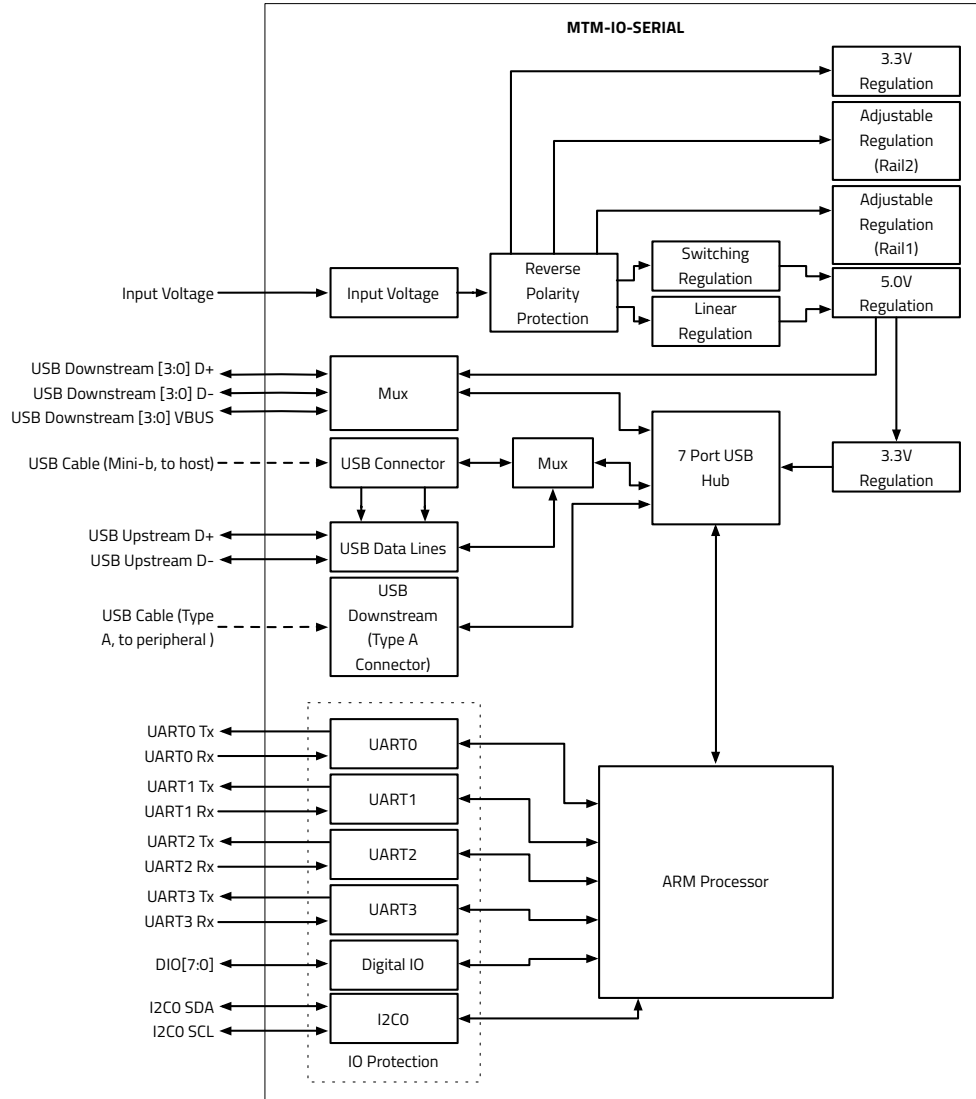 MTM-IO-SERIAL
3.3V
Regulation
Adjustable
Regulation
(Rail2)
Adjustable
Regulation
(Rail1)
Input Voltage
Input Voltage
Reverse
Polarity
Protection
Switching
Regulation
Linear
Regulation
5.0V
Regulation
USB Downstream [3:0] D+
USB Downstream [3:0] D-
USB Downstream [3:0] VBUS
Mux
USB Cable (Mini-b, to host)
USB Connector
Mux
7 Port USB
Hub
3.3V
Regulation
USB Upstream D+
USB Upstream D-
USB Data Lines
USB Cable (Type
A, to peripheral )
USB
Downstream
(Type A
Connector)
UART0 Tx
UART0 Rx
UART0
UART1 Tx
UART1 Rx
UART1
UART2 Tx
UART2 Rx
UART2
UART3 Tx
UART3 Rx
UART3
ARM Processor
DIO[7:0]
Digital IO
I2C0 SDA
I2C0 SCL
I2C0
IO Protection